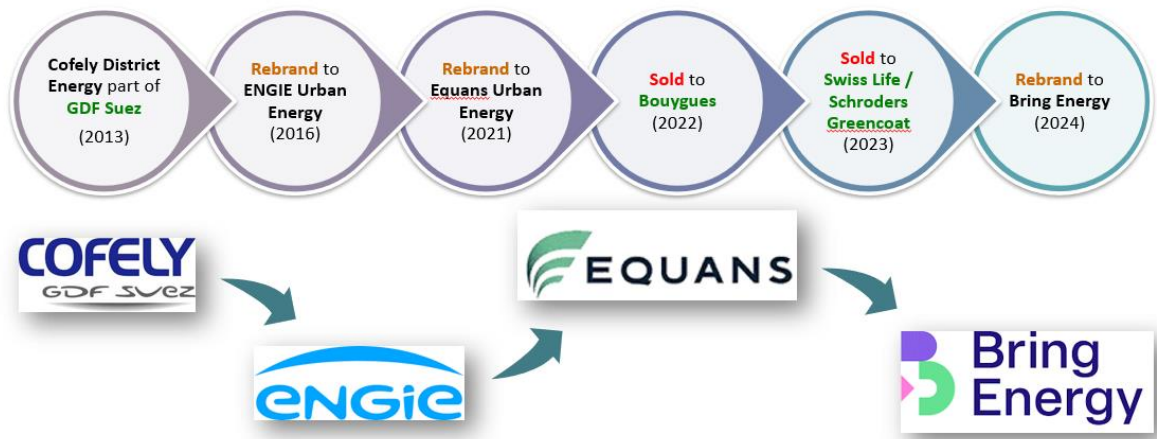 Cofely District
Energy part of
GDF Suez
(2013)
Rebrand to
ENGIE Urban
Energy
(2016)
Rebrand to
Equans Urban
Energy
(2021)
Sold to
Bouygues
(2022)
Sold to
Swiss Life /
Schroders
Greencoat
(2023)
Rebrand to
Bring Energy
(2024)
COFELY
GDF SUEZ
ENGIE
EQUANS
Bring
Energy